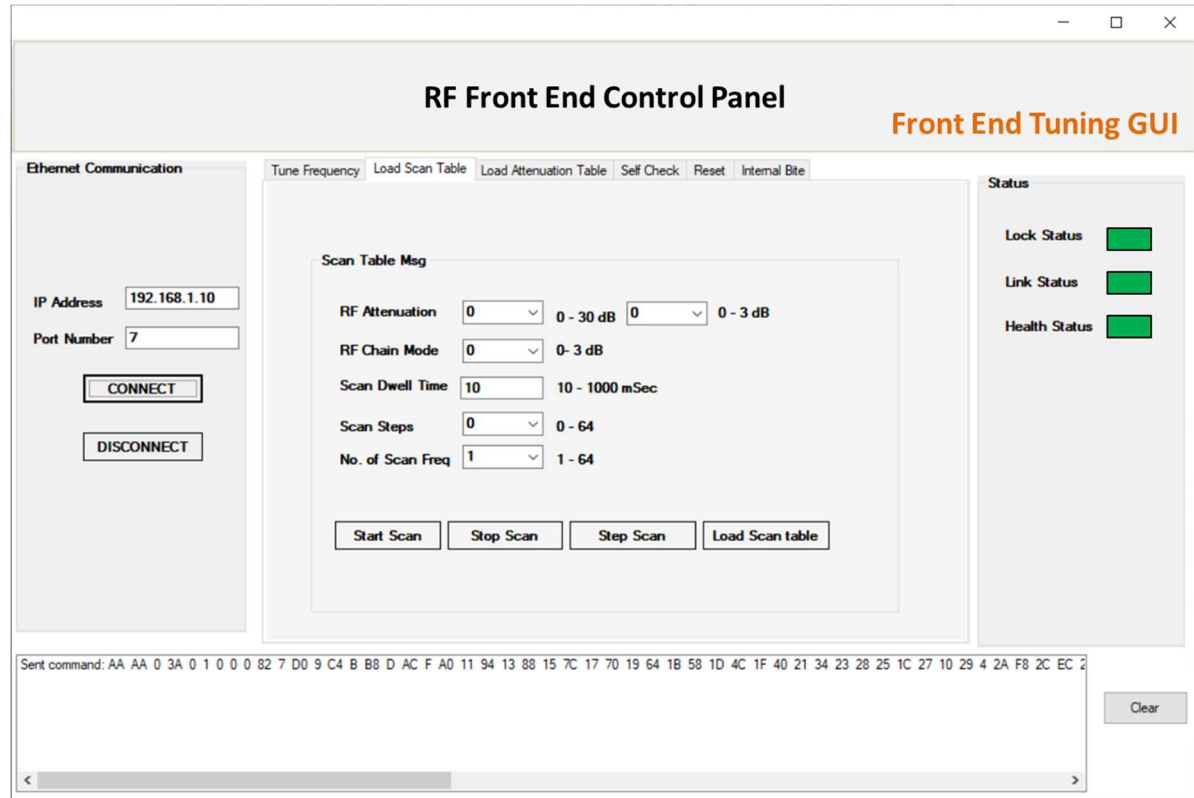 RF Front End Control Panel
Front End Tuning GUI
Ethernet Communication
IP Address 192.168.1.10
Port Number 7
CONNECT
DISCONNECT
Tune Frequency Load Scan Table Load Attenuation Table Self Check Reset Internal Bite
Scan Table Msg
RF Attenuation 0 0 - 30 dB 0 0 - 3 dB
RF Chain Mode 0 0- 3 dB
Scan Dwell Time 10 10 - 1000 mSec
Scan Steps 0 0 - 64
No. of Scan Freq 1 1 - 64
Start Scan Stop Scan Step Scan Load Scan table
Status
Lock Status
Link Status
Health Status
Sent command: AA AA 0 3A 0 1 0 0 0 82 7 D0 9 C4 B B8 D AC F A0 11 94 13 88 15 7C 17 70 19 64 1B 58 1D 4C 1F 40 21 34 23 28 25 1C 27 10 29 4 2A F8 2C EC 2
Clear